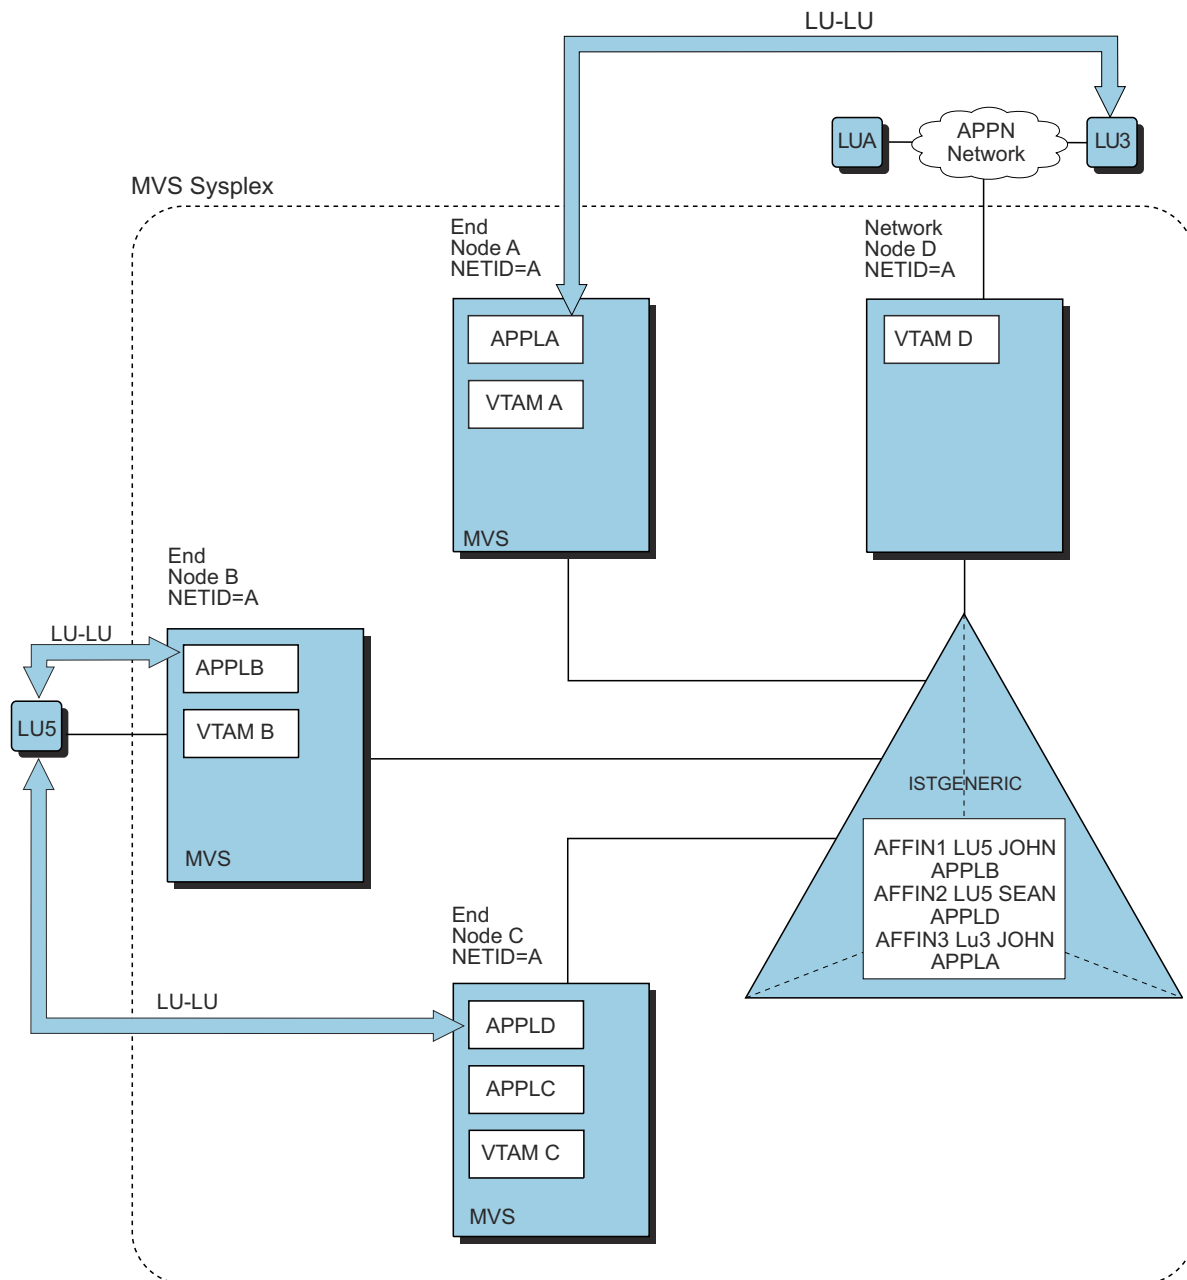 LU-LU
LUA
APPN
Network
LU3
MVS Sysplex
End
Node A
NETID=A
Network
Node D
NETID=A
APPLA
VTAM A
MVS
VTAM D
End
Node B
NETID=A
LU-LU
APPLB
LU5
VTAM B
MVS
ISTGENERIC
AFFIN1 LU5 JOHN
APPLB
AFFIN2 LU5 SEAN
APPLD
AFFIN3 Lu3 JOHN
APPLA
End
Node C
NETID=A
LU-LU
APPLD
APPLC
VTAM C
MVS